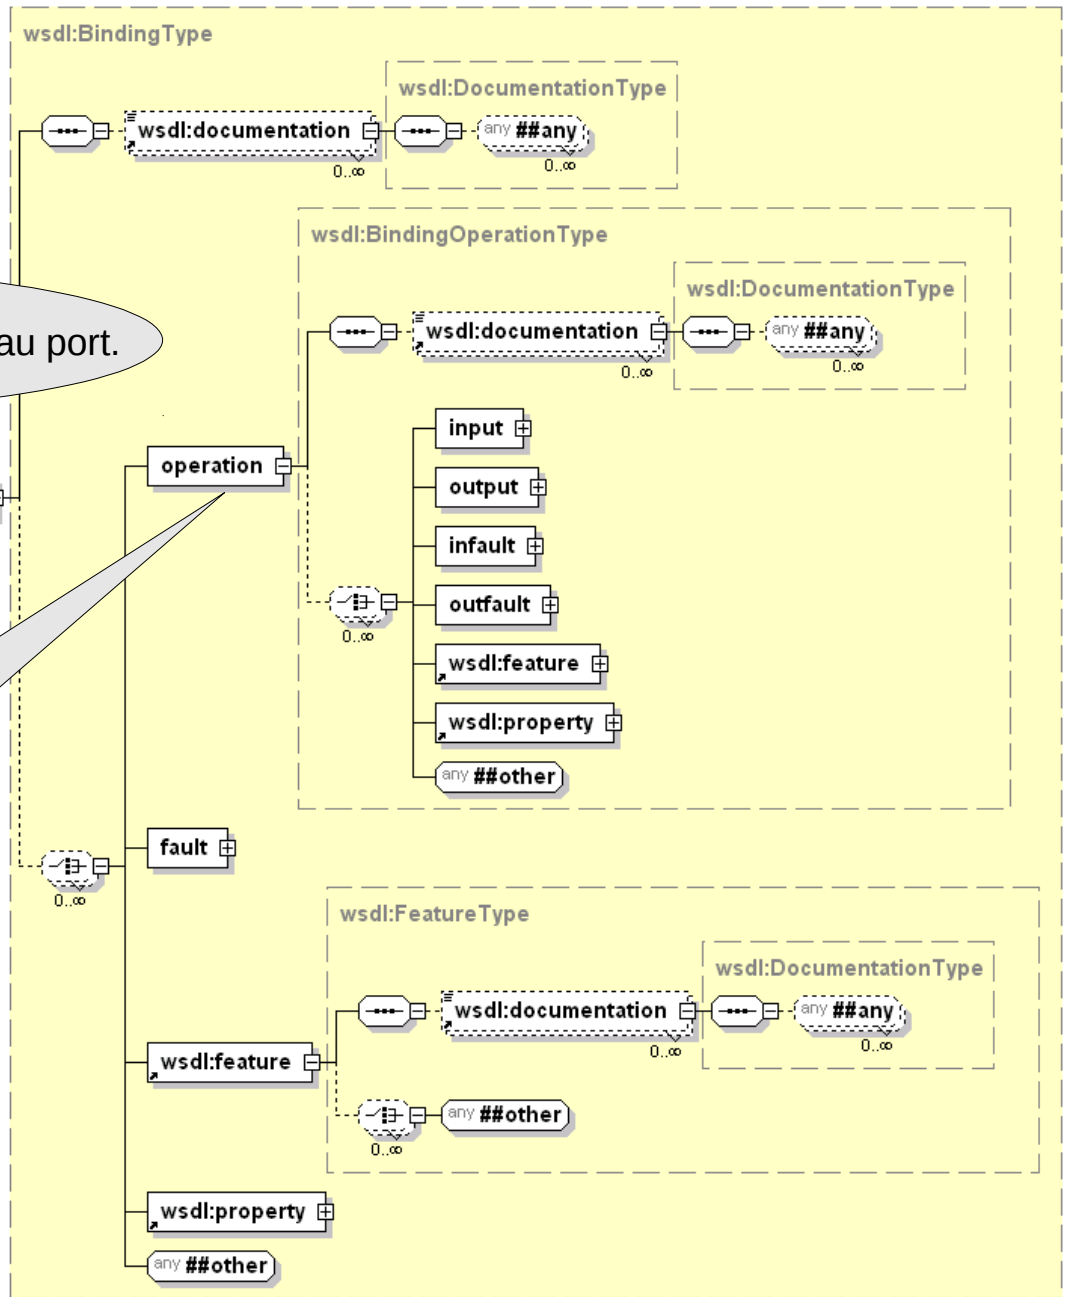 wsdl:BindingType
wsdl:DocumentationType
wsdl:documentation
any ##any
0..∞
0..∞
wsdl:BindingOperationType
wsdl:DocumentationType
wsdl:documentation
any ##any
0..∞
0..∞
au port.
operation
input
output
infault
outfault
0..∞
wsdl:feature
wsdl:property
any ##other
fault
0..∞
wsdl:FeatureType
wsdl:DocumentationType
wsdl:documentation
any ##any
0..∞
0..∞
wsdl:feature
any ##other
0..∞
wsdl:property
any ##other